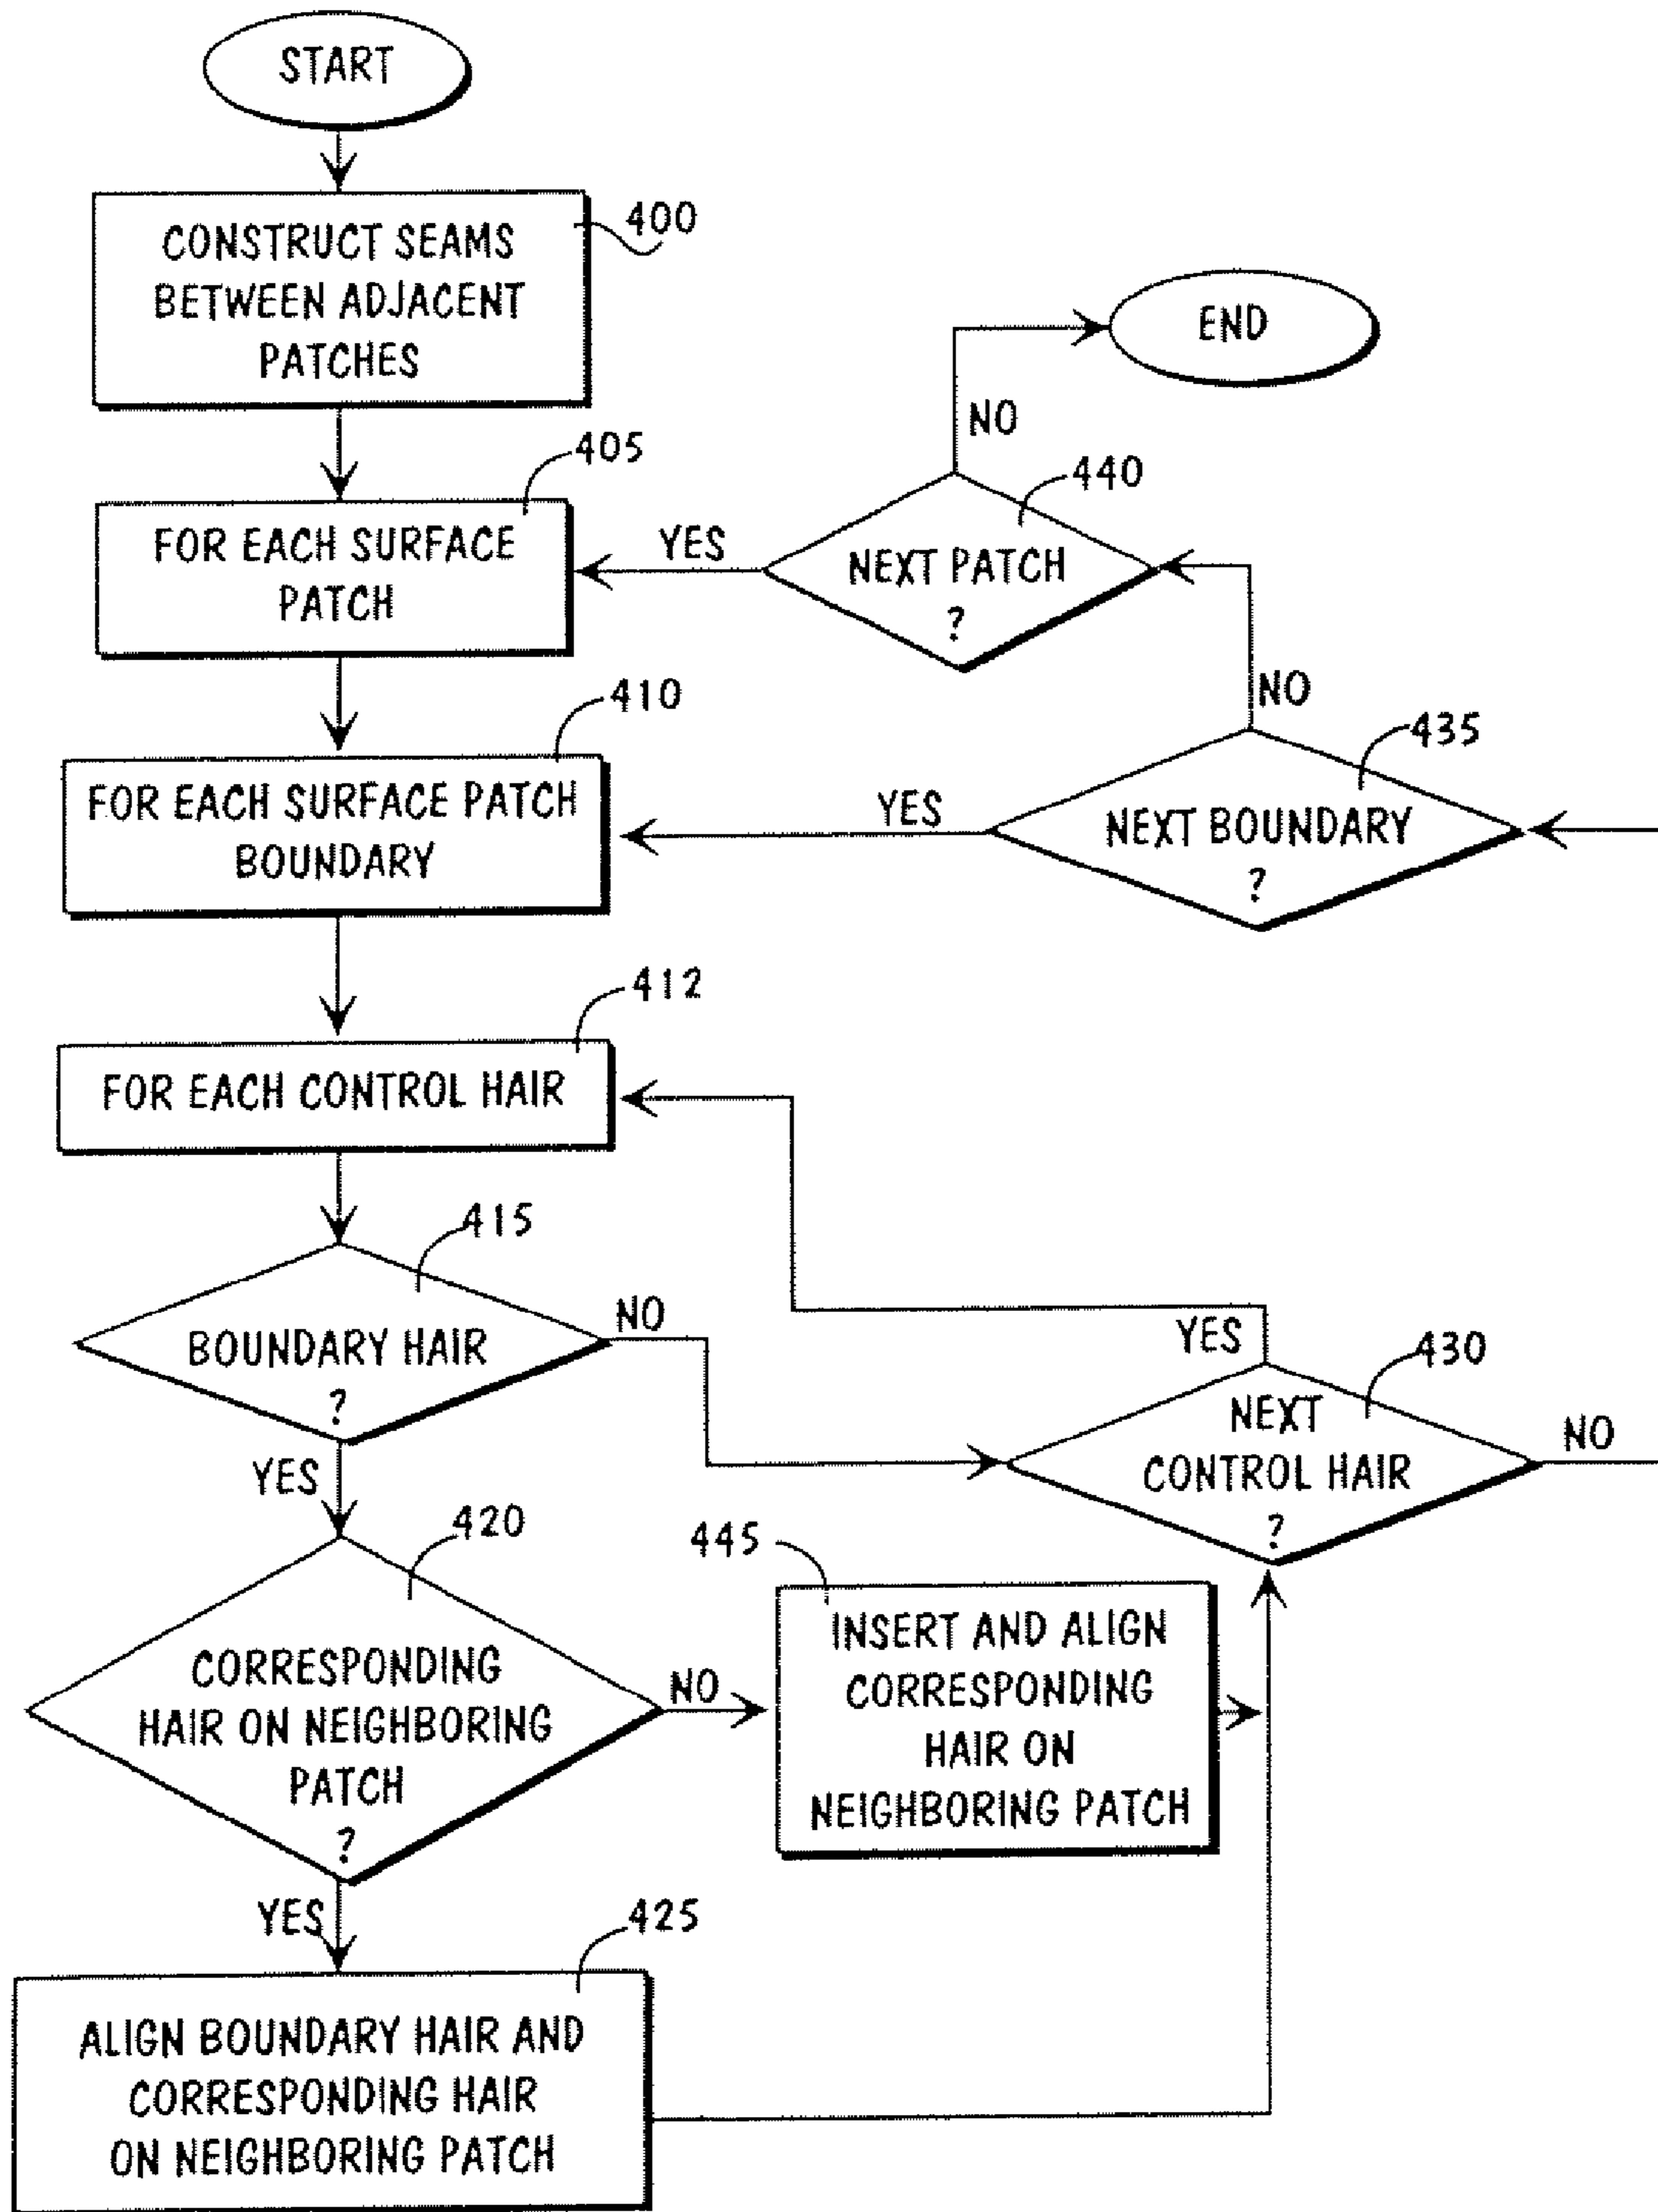 START
CONSTRUCT SEAMS
BETWEEN ADJACENT
PATCHES
400
END
NO
405
FOR EACH SURFACE
PATCH
YES
440
NEXT PATCH
?
410
NO
FOR EACH SURFACE PATCH
BOUNDARY
YES
435
NEXT BOUNDARY
?
412
FOR EACH CONTROL HAIR
415
BOUNDARY HAIR
?
NO
YES
YES
430
NEXT
CONTROL HAIR
?
NO
420
CORRESPONDING
HAIR ON NEIGHBORING
PATCH
?
NO
445
INSERT AND ALIGN
CORRESPONDING
HAIR ON
NEIGHBORING PATCH
YES
425
ALIGN BOUNDARY HAIR AND
CORRESPONDING HAIR
ON NEIGHBORING PATCH